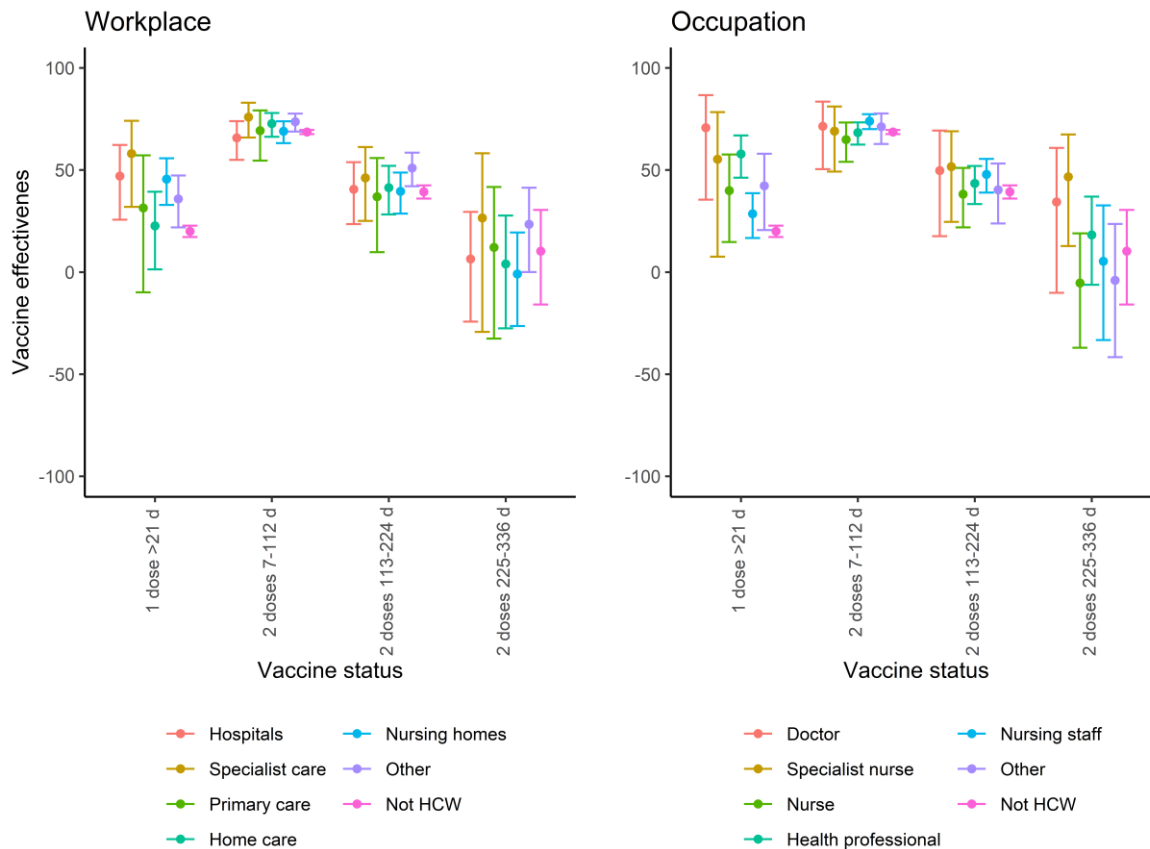 Workplace
Vaccine effectivenes
100
50
0
-50
-100
1 dose >21 d
2 doses 7-112 d
2 doses 113-224 d
2 doses 225-336 d
Vaccine status
Hospitals
Specialist care
Primary care
Home care
Nursing homes
Other
Not HCW
Occupation
100
50
0
-50
-100
1 dose >21 d
2 doses 7-112 d
2 doses 113-224 d
2 doses 225-336 d
Vaccine status
Doctor
Specialist nurse
Nurse
Health professional
Nursing staff
Other
Not HCW